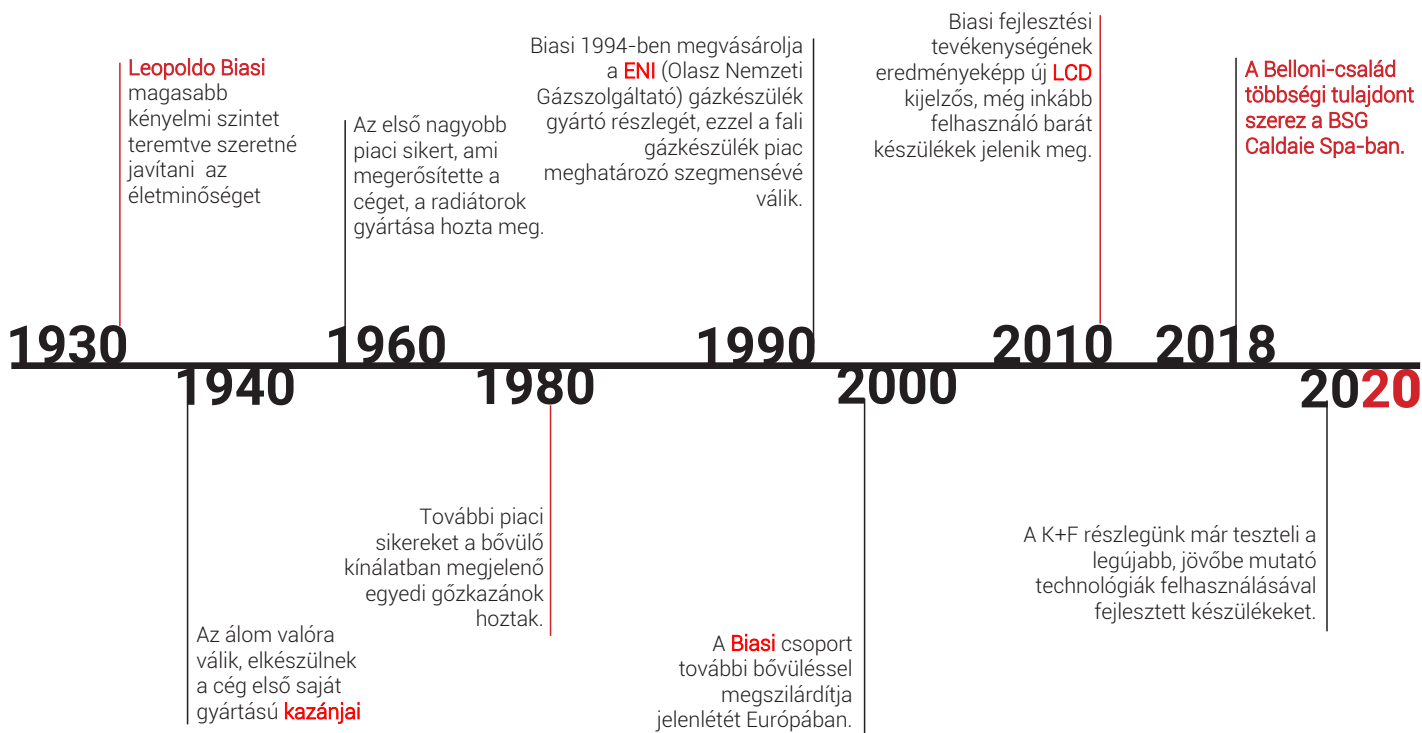 1930
Leopoldo Biasi
magasabb
kényelmi szintet
teremtve szeretné
javítani az
életminőséget
1940
Az álom valóra
válik, elkészülnek
a cég első saját
gyártású kazánjai
1960
Az első nagyobb
piaci sikert, ami
megerősítette a
céget, a radiátorok
gyártása hozta meg.
1980
További piaci
sikereket a bővülő
kínálatban megjelenő
egyedi gőzkazánok
hoztak.
1990
Biasi 1994-ben megvásárolja
a ENI (Olasz Nemzeti
Gázszolgáltató) gázkészülék
gyártó részlegét, ezzel a fali
gázkészülék piac
meghatározó szegmensévé
válik.
2000
A Biasi csoport
további bővüléssel
megszilárdítja
jelenlétét Európában.
2010
Biasi fejlesztési
tevékenységének
eredményeképp új LCD
kijelzős, még inkább
felhasználó barát
készülékek jelenik meg.
2018
A Belloni-család
többségi tulajdont
szerez a BSG
Caldaie Spa-ban.
2020
A K+F részlegünk már teszteli a
legújabb, jövőbe mutató
technológiák felhasználásával
fejlesztett készülékeket.